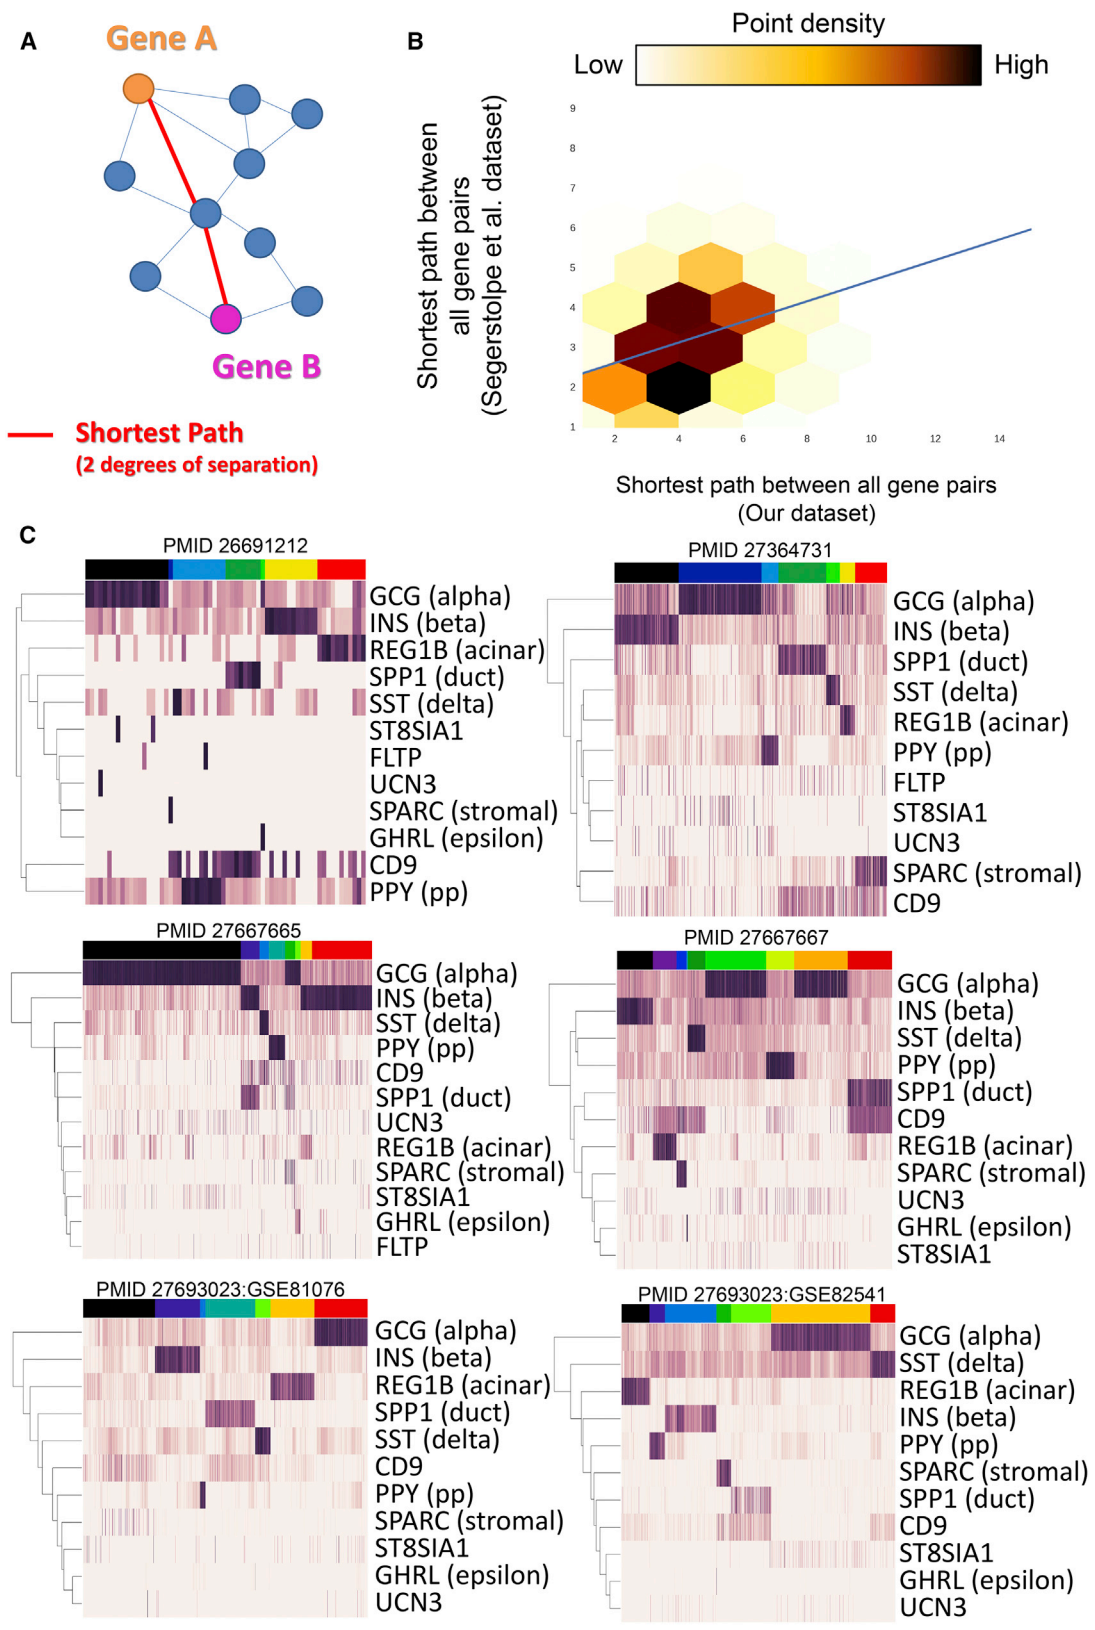 A
Gene A
Gene B
Shortest Path
(2 degrees of separation)
B
Point density
Low
High
Shortest path between
all gene pairs
(Segerstolpe et al. dataset)
9
8
7
6
5
4
3
2
1
2
4
6
8
10
12
14
Shortest path between all gene pairs
(Our dataset)
C
PMID 26691212
GCG (alpha)
INS (beta)
REG1B (acinar)
SPP1 (duct)
SST (delta)
ST8SIA1
FLTP
UCN3
SPARC (stromal)
GHRL (epsilon)
CD9
PPY (pp)
PMID 27364731
GCG (alpha)
INS (beta)
SPP1 (duct)
SST (delta)
REG1B (acinar)
PPY (pp)
FLTP
ST8SIA1
UCN3
SPARC (stromal)
CD9
PMID 27667665
GCG (alpha)
INS (beta)
SST (delta)
PPY (pp)
CD9
SPP1 (duct)
UCN3
REG1B (acinar)
SPARC (stromal)
ST8SIA1
GHRL (epsilon)
FLTP
PMID 27667667
GCG (alpha)
INS (beta)
SST (delta)
PPY (pp)
SPP1 (duct)
CD9
REG1B (acinar)
SPARC (stromal)
UCN3
GHRL (epsilon)
ST8SIA1
PMID 27693023:GSE81076
GCG (alpha)
INS (beta)
REG1B (acinar)
SPP1 (duct)
SST (delta)
CD9
PPY (pp)
SPARC (stromal)
ST8SIA1
GHRL (epsilon)
UCN3
PMID 27693023:GSE82541
GCG (alpha)
SST (delta)
REG1B (acinar)
INS (beta)
PPY (pp)
SPARC (stromal)
SPP1 (duct)
CD9
ST8SIA1
GHRL (epsilon)
UCN3